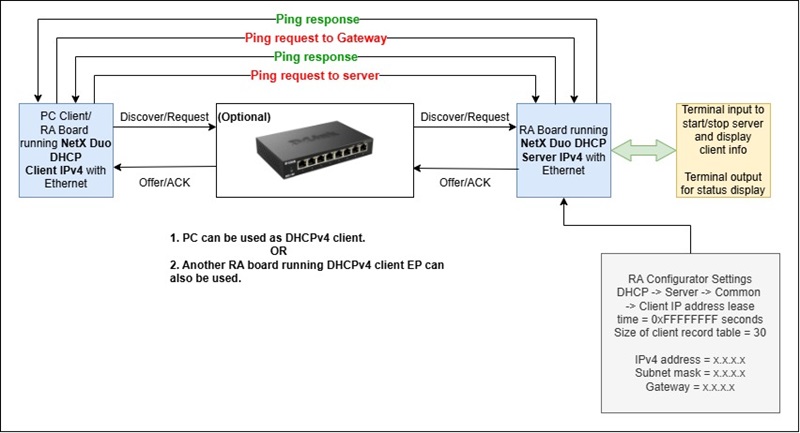 Ping response
Ping request to Gateway
Ping response
Ping request to server
PC Client/
RA Board
running NetX Duo
DHCP
Client IPv4 with
Ethernet
Discover/Request
Offer/ACK
(Optional)
D-Link
Discover/Request
Offer/ACK
RA Board running
NetX Duo DHCP
Server IPv4 with
Ethernet
Terminal input to
start/stop server
and display
client info
Terminal output
for status display
1. PC can be used as DHCPv4 client.
OR
2. Another RA board running DHCPv4 client EP can
also be used.
RA Configurator Settings
DHCP -> Server -> Common
-> Client IP address lease
time = 0xFFFFFFFF seconds
Size of client record table = 30
IPv4 address = x.x.x.x
Subnet mask = x.x.x.x
Gateway = x.x.x.x